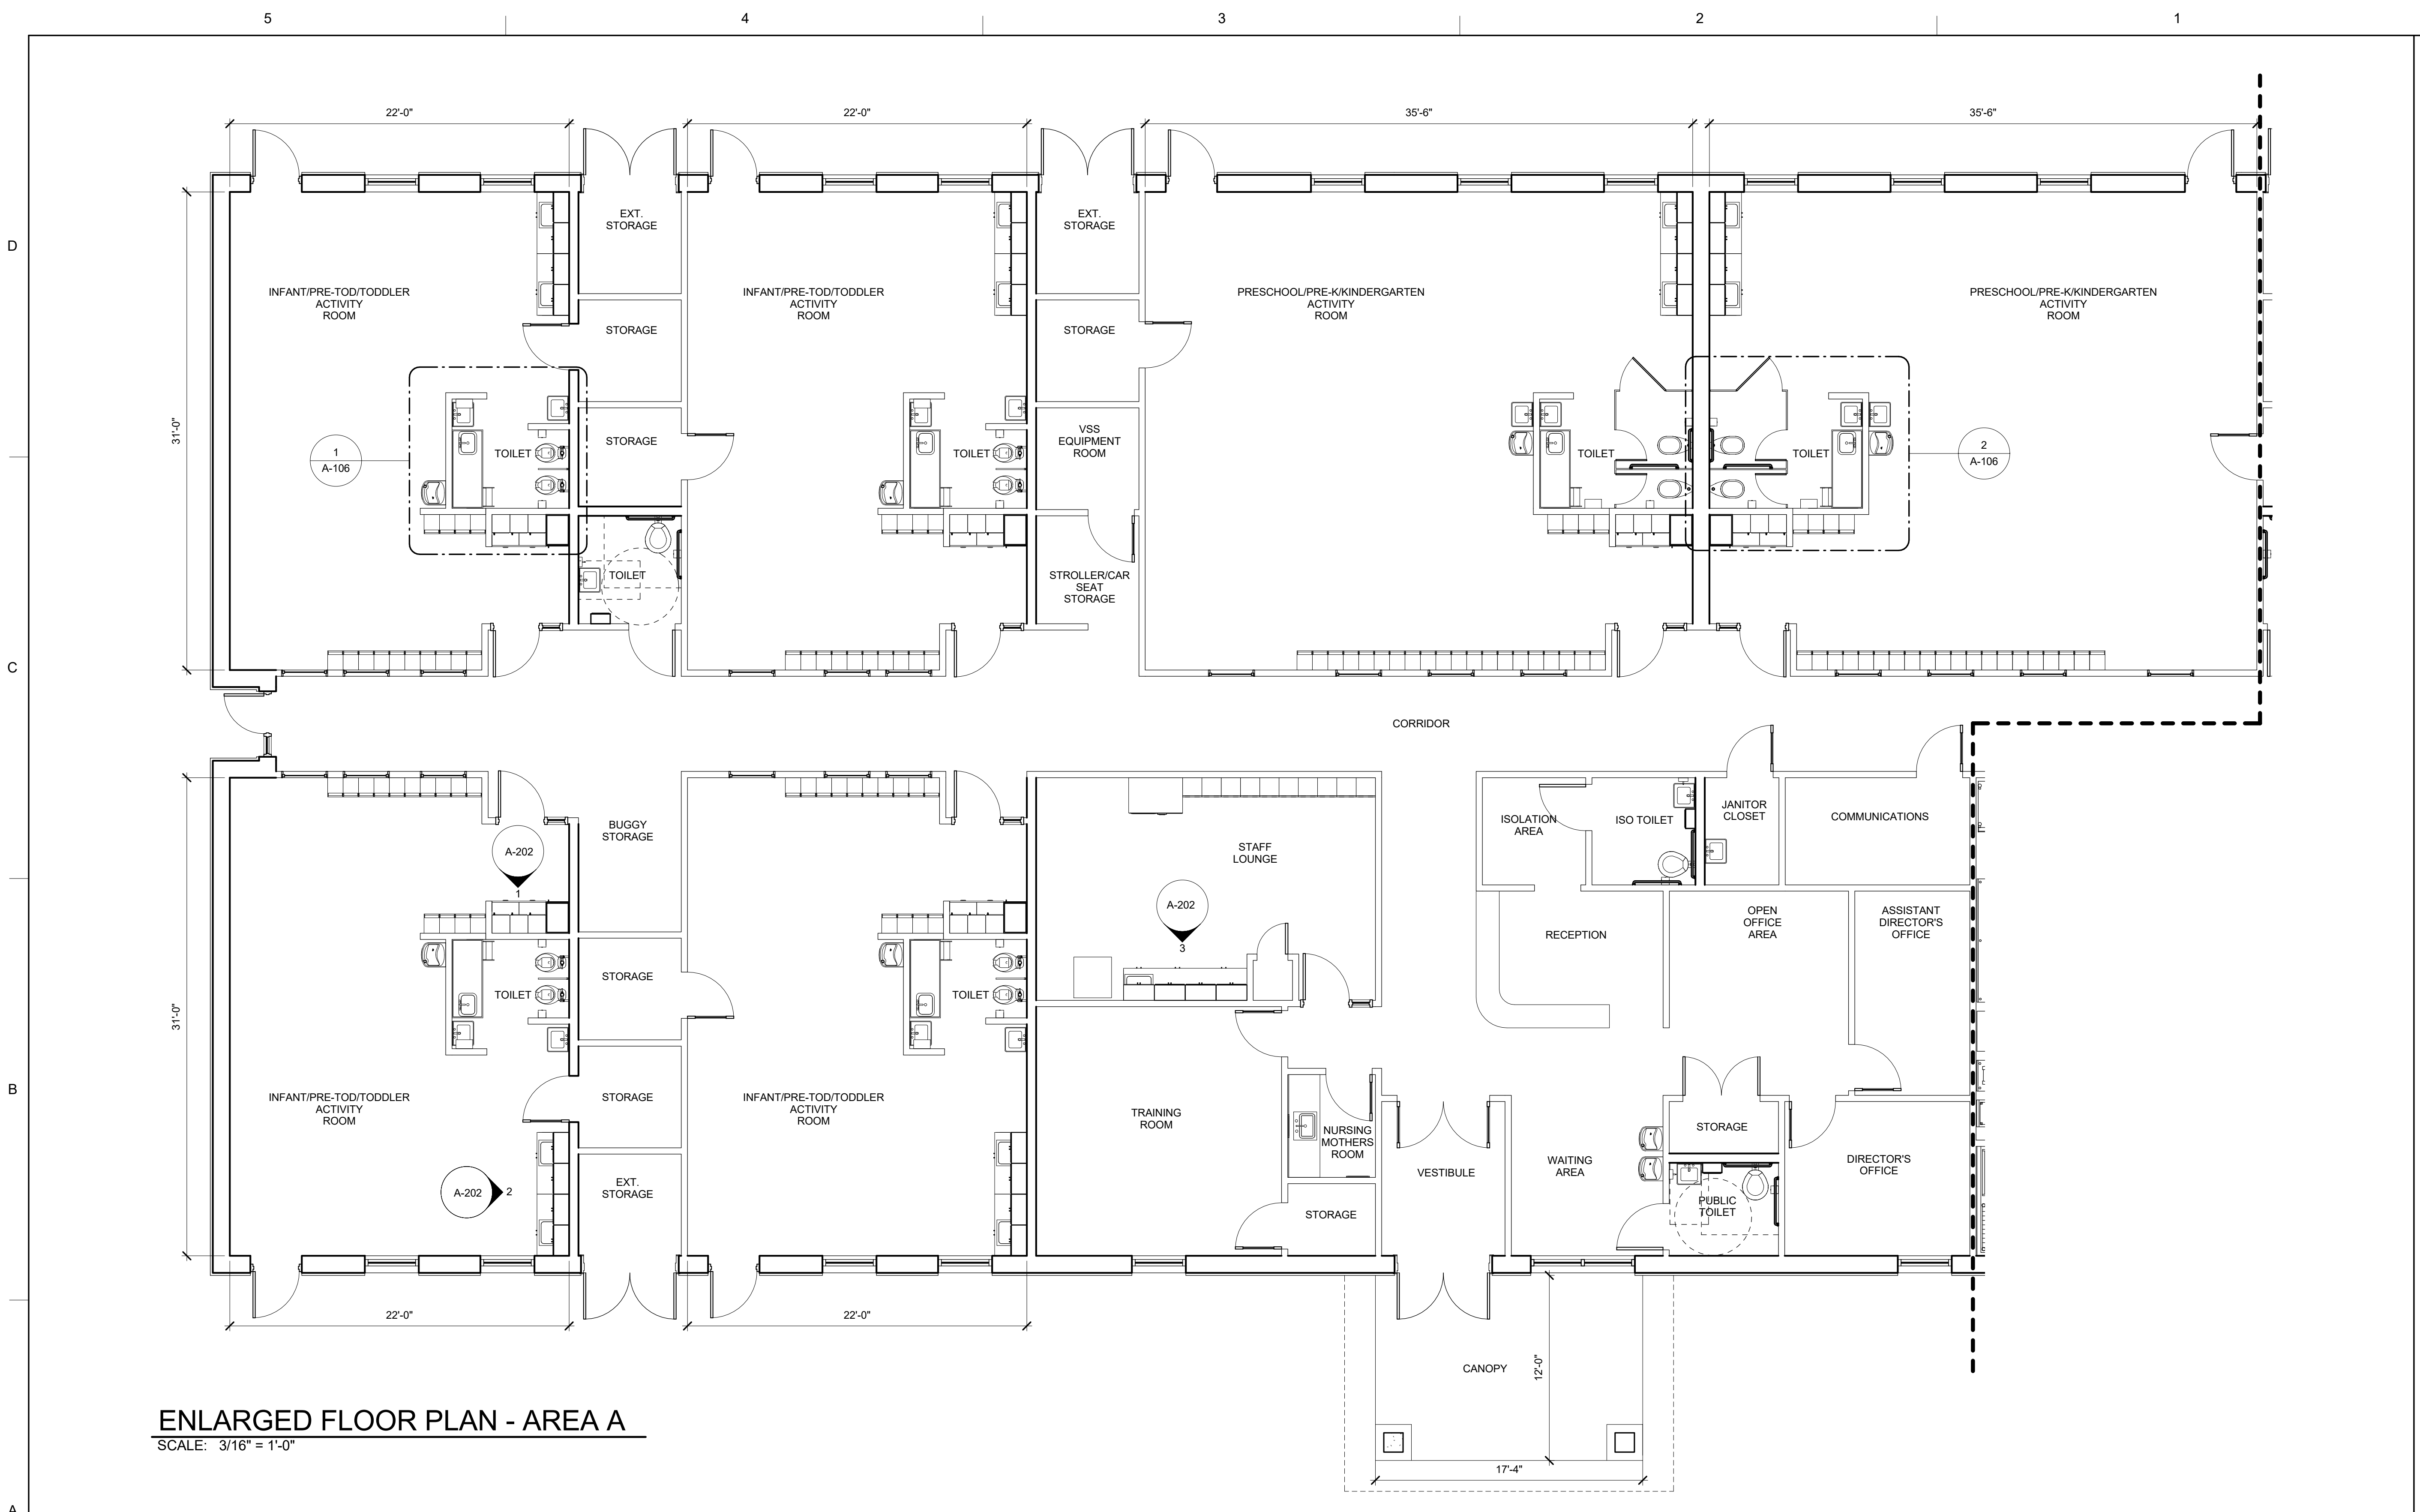 5
4
3
2
1
22'-0"
22'-0"
35'-6"
35'-6"
D
EXT.
STORAGE
EXT.
STORAGE
INFANT/PRE-TOD/TODDLER
ACTIVITY
ROOM
INFANT/PRE-TOD/TODDLER
ACTIVITY
ROOM
PRESCHOOL/PRE-K/KINDERGARTEN
ACTIVITY
ROOM
PRESCHOOL/PRE-K/KINDERGARTEN
ACTIVITY
ROOM
STORAGE
STORAGE
31'-0"
STORAGE
VSS
EQUIPMENT
ROOM
1
A-106
TOILET
TOILET
TOILET
TOILET
2
A-106
TOILET
STROLLER/CAR
SEAT
STORAGE
C
CORRIDOR
BUGGY
STORAGE
ISOLATION
AREA
ISO TOILET
JANITOR
CLOSET
COMMUNICATIONS
A-202
1
STAFF
LOUNGE
A-202
3
RECEPTION
OPEN
OFFICE
AREA
ASSISTANT
DIRECTOR'S
OFFICE
STORAGE
TOILET
TOILET
31'-0"
B
INFANT/PRE-TOD/TODDLER
ACTIVITY
ROOM
STORAGE
INFANT/PRE-TOD/TODDLER
ACTIVITY
ROOM
TRAINING
ROOM
NURSING
MOTHERS
ROOM
STORAGE
A-202
2
EXT.
STORAGE
VESTIBULE
WAITING
AREA
DIRECTOR'S
OFFICE
STORAGE
PUBLIC
TOILET
22'-0"
22'-0"
CANOPY
12'-0"
17'-4"
ENLARGED FLOOR PLAN - AREA A
SCALE: 3/16" = 1'-0"
A